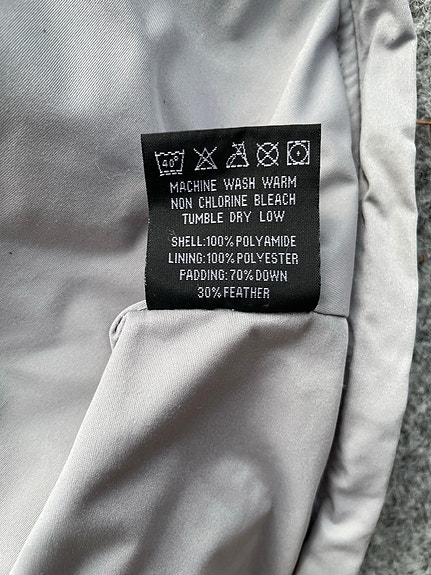 40°
MACHINE WASH WARM
NON CHLORINE BLEACH
TUMBLE DRY LOW
SHELL:100%POLYAMIDE
LINING:100%POLYESTER
PADDING:70%DOWN
30%FEATHER